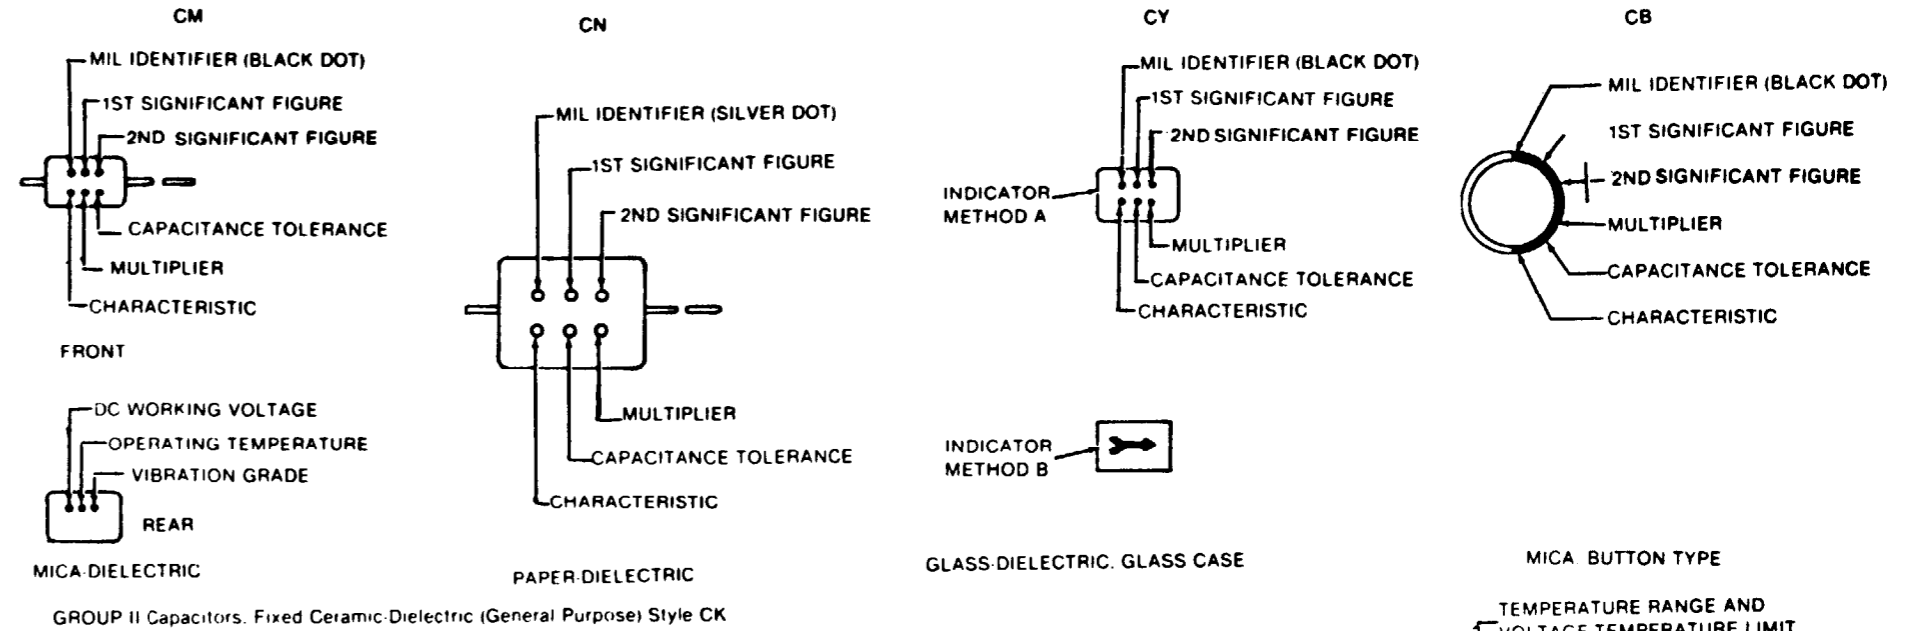 CM
MIL IDENTIFIER (BLACK DOT)
1ST SIGNIFICANT FIGURE
2ND SIGNIFICANT FIGURE
CAPACITANCE TOLERANCE
MULTIPLIER
CHARACTERISTIC
FRONT
DC WORKING VOLTAGE
OPERATING TEMPERATURE
VIBRATION GRADE
REAR
MICA-DIELECTRIC
CN
MIL IDENTIFIER (SILVER DOT)
1ST SIGNIFICANT FIGURE
2ND SIGNIFICANT FIGURE
MULTIPLIER
CAPACITANCE TOLERANCE
CHARACTERISTIC
PAPER-DIELECTRIC
CY
MIL IDENTIFIER (BLACK DOT)
1ST SIGNIFICANT FIGURE
2ND SIGNIFICANT FIGURE
INDICATOR
METHOD A
MULTIPLIER
CAPACITANCE TOLERANCE
CHARACTERISTIC
INDICATOR
METHOD B
GLASS-DIELECTRIC. GLASS CASE
CB
MIL IDENTIFIER (BLACK DOT)
1ST SIGNIFICANT FIGURE
2ND SIGNIFICANT FIGURE
MULTIPLIER
CAPACITANCE TOLERANCE
CHARACTERISTIC
MICA. BUTTON TYPE
GROUP II Capacitors. Fixed Ceramic-Dielectric (General Purpose) Style CK
TEMPERATURE RANGE AND
VOLTAGE TEMPERATURE LIMIT